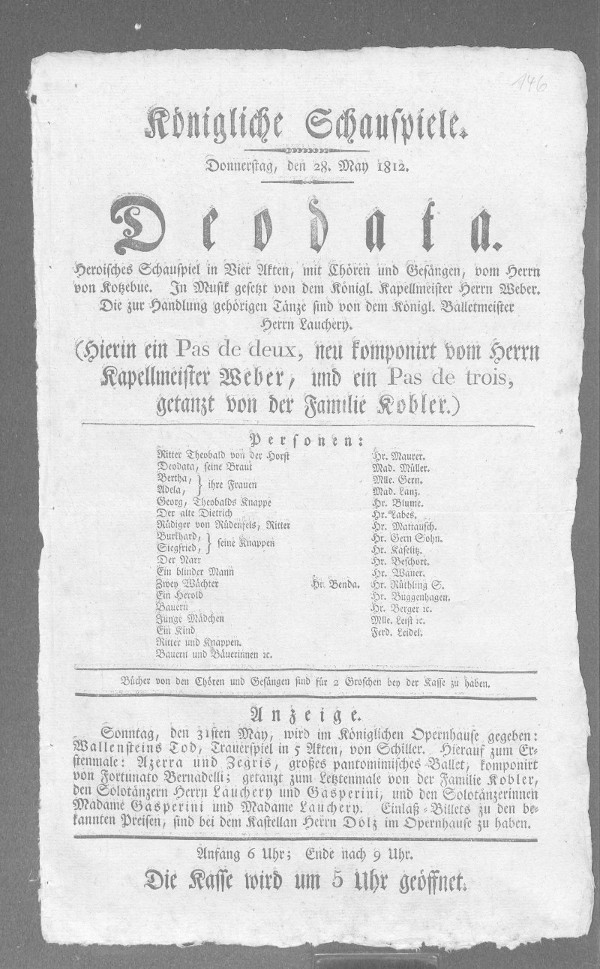 146
Königliche Schauspiele.
Donnerstag, den 28. May 1812.
Deodata.
Heroisches Schauspiel in Vier Akten, mit Chören und Gesängen, vom Herrn
von Kotzebue. In Musik gesetzt von dem Königl. Kapellmeister Herrn Weber.
Die zur Handlung gehörigen Tänze sind von dem Königl. Balletmeister
Herrn Lauchery.
(Hierin ein Pas de deux, neu komponirt vom Herrn
Kapellmeister Weber, und ein Pas de trois,
getanzt von der Familie Kobler.)
Personen:
Ritter Theobald von der Horst Hr. Maurer.
Deodata, seine Braut Mad. Müller.
Bertha, } ihre Frauen Mlle. Gern.
Adela, Mad. Lanz.
Georg, Theobalds Knappe Hr. Blume.
Der alte Dietrich Hr. Labes.
Rüdiger von Rüdenfels, Ritter Hr. Mattausch.
Burkhard, } seine Knappen Hr. Gern Sohn.
Siegfried, Hr. Kaselitz.
Der Narr Hr. Beschort.
Ein blinder Mann Hr. Wauer.
Zwey Wächter Hr. Benda. Hr. Rüthling S.
Ein Herold Hr. Buggenhagen.
Bauern Hr. Berger ꝛc.
Junge Mädchen Mlle. Leist ꝛc.
Ein Kind Ferd. Leidel.
Ritter und Knappen.
Bauern und Bäuerinnen ꝛc.
Bücher von den Chören und Gesängen sind für 2 Groschen bey der Kasse zu haben.
Anzeige.
Sonntag, den 31sten May, wird im Königlichen Opernhause gegeben:
Wallensteins Tod, Trauerspiel in 5 Akten, von Schiller. Hierauf zum Er-
stenmale: Azerra und Zegris, großes pantominisches Ballet, komponirt
von Fortunato Bernadelli; getanzt zum Letztenmale von der Familie Kobler,
den Solotänzern Herrn Lauchery und Gasperini, und den Solotänzerinnen
Madame Gasperini und Madame Lauchery. Einlaß-Billets zu den be-
kannten Preisen, sind bei dem Kastellan Herrn Dölz im Opernhause zu haben.
Anfang 6 Uhr; Ende nach 9 Uhr.
Die Kasse wird um 5 Uhr geöffnet.